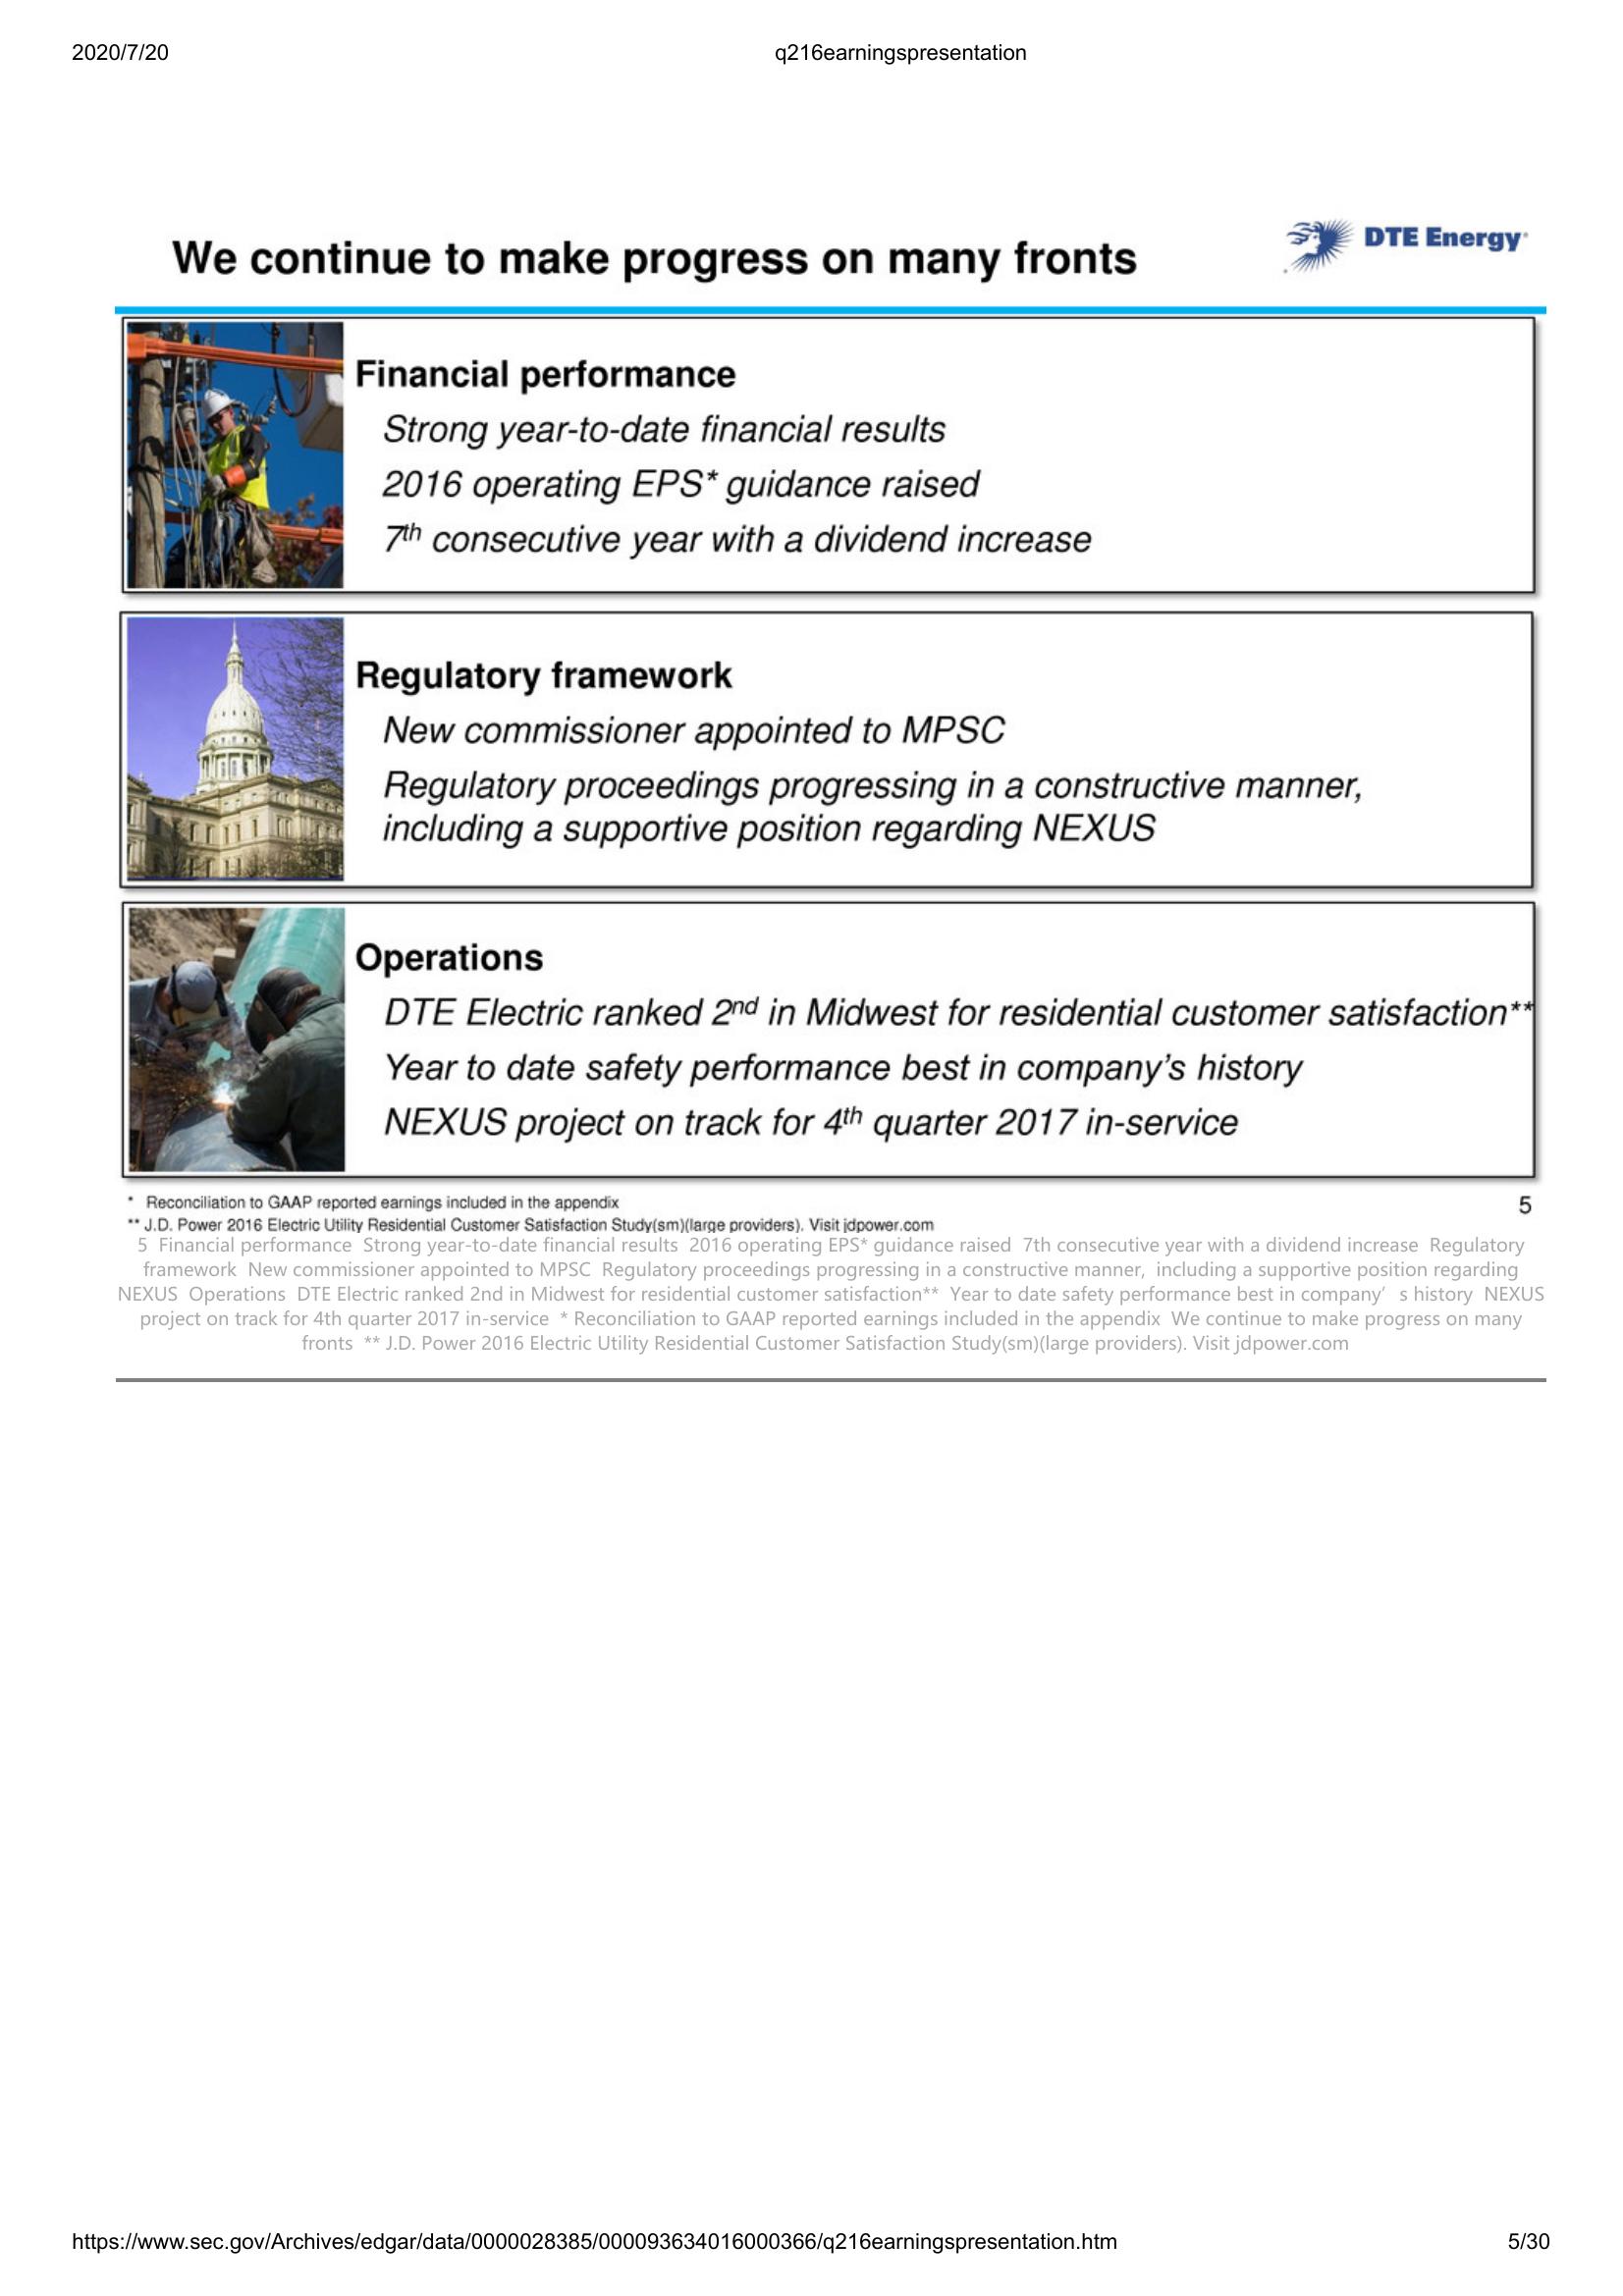 2020/7/20 q216earningspresentation
We continue to make progress on many fronts
DTE Energy®
Financial performance
Strong year-to-date financial results
2016 operating EPS* guidance raised
7th consecutive year with a dividend increase
Regulatory framework
New commissioner appointed to MPSC
Regulatory proceedings progressing in a constructive manner,
including a supportive position regarding NEXUS
Operations
DTE Electric ranked 2nd in Midwest for residential customer satisfaction**
Year to date safety performance best in company's history
NEXUS project on track for 4th quarter 2017 in-service
* Reconciliation to GAAP reported earnings included in the appendix
** J.D. Power 2016 Electric Utility Residential Customer Satisfaction Study(sm)(large providers). Visit jdpower.com
5
5 Financial performance Strong year-to-date financial results 2016 operating EPS* guidance raised 7th consecutive year with a dividend increase Regulatory
framework New commissioner appointed to MPSC Regulatory proceedings progressing in a constructive manner, including a supportive position regarding
NEXUS Operations DTE Electric ranked 2nd in Midwest for residential customer satisfaction** Year to date safety performance best in company's history NEXUS
project on track for 4th quarter 2017 in-service * Reconciliation to GAAP reported earnings included in the appendix We continue to make progress on many
fronts ** J.D. Power 2016 Electric Utility Residential Customer Satisfaction Study(sm)(large providers). Visit jdpower.com
https://www.sec.gov/Archives/edgar/data/0000028385/000093634016000366/q216earningspresentation.htm 5/30